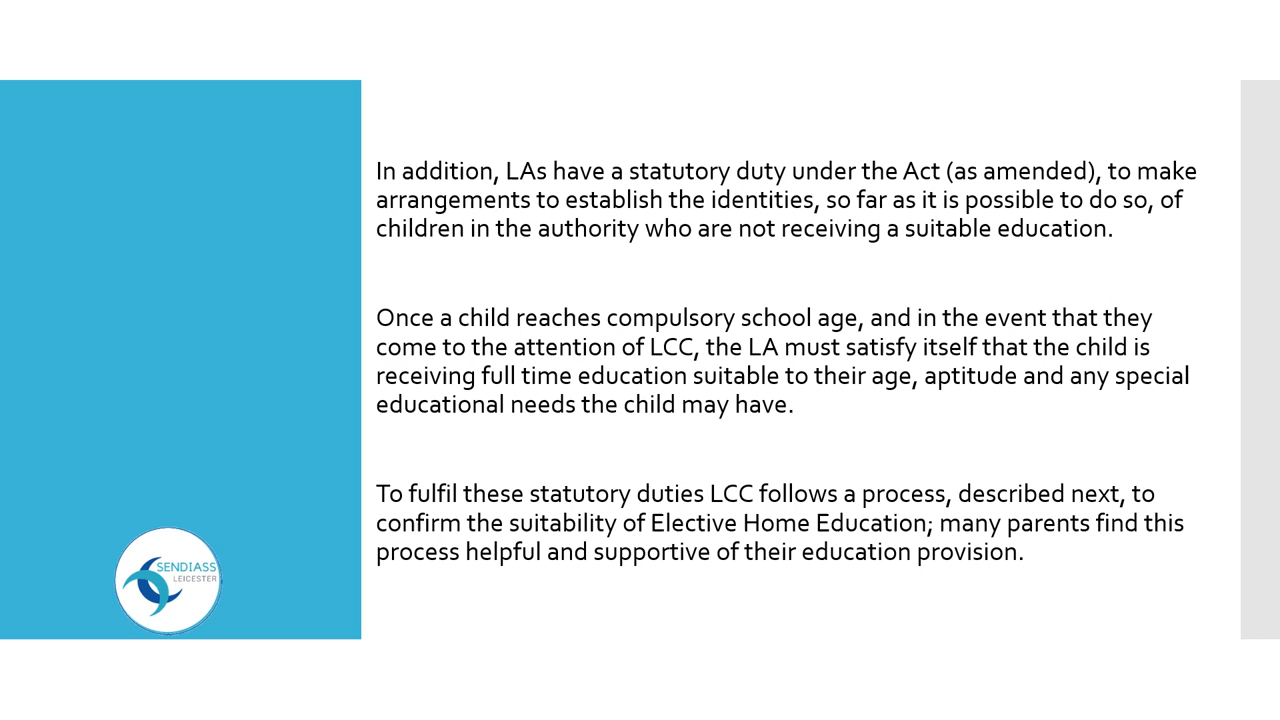 In addition, LAs have a statutory duty under the Act (as amended), to make
arrangements to establish the identities, so far as it is possible to do so, of
children in the authority who are not receiving a suitable education.
Once a child reaches compulsory school age, and in the event that they
come to the attention of LCC, the LA must satisfy itself that the child is
receiving full time education suitable to their age, aptitude and any special
educational needs the child may have.
To fulfil these statutory duties LCC follows a process, described next, to
confirm the suitability of Elective Home Education; many parents find this
process helpful and supportive of their education provision.
SENDIASS
LEICESTER